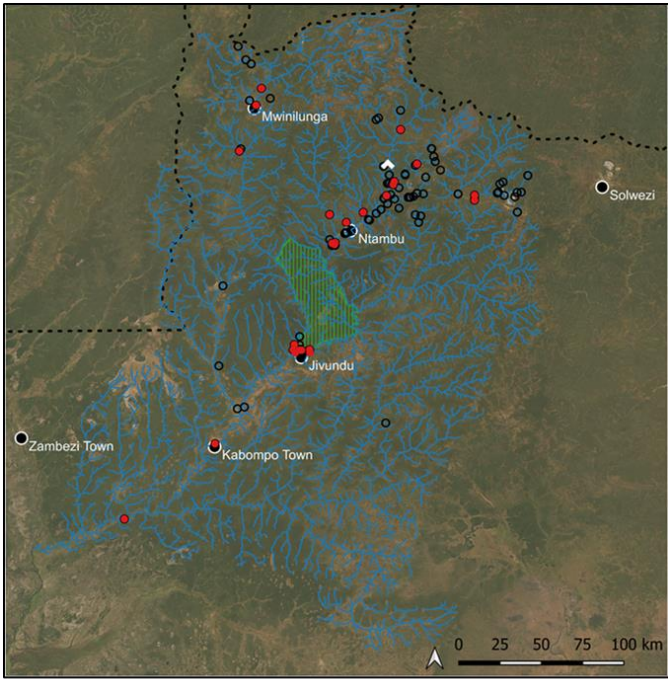 Mwinilunga
Solwezi
Ntambu
Jivundu
Zambezi Town
Kabompo Town
0 25 50 75 100 km